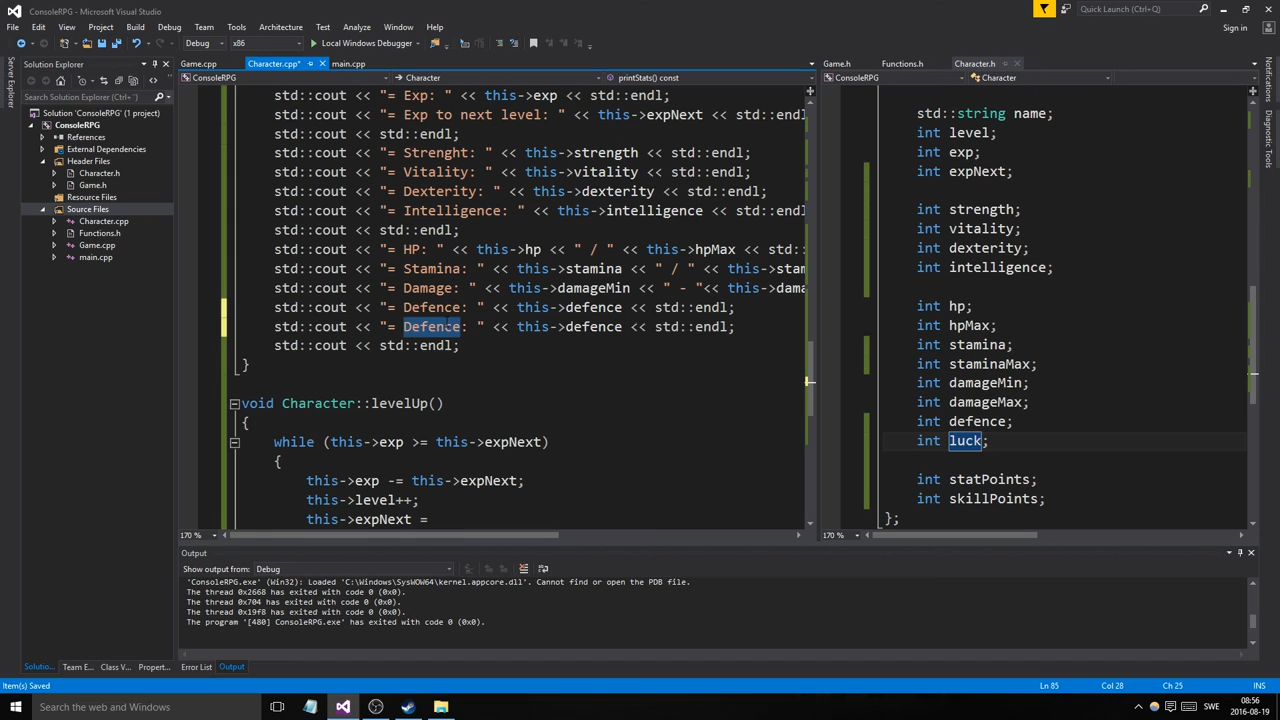 ConsoleRPG - Microsoft Visual Studio
Quick Launch (Ctrl+Q)
File Edit View Project Build Debug Team Tools Architecture Test Analyze Window Help
Sign in
Debug x86 Local Windows Debugger
Server Explorer
Solution Explorer
Search Solution Explorer (Ctrl+')
Solution 'ConsoleRPG' (1 project)
ConsoleRPG
References
External Dependencies
Header Files
Character.h
Game.h
Resource Files
Source Files
Character.cpp
Functions.h
Game.cpp
main.cpp
Solutio... Team E... Class V... Propert...
Game.cpp Character.cpp* main.cpp
ConsoleRPG Character printStats() const
std::cout << "= Exp: " << this->exp << std::endl;
std::cout << "= Exp to next level: " << this->expNext << std::endl
std::cout << std::endl;
std::cout << "= Strenght: " << this->strength << std::endl;
std::cout << "= Vitality: " << this->vitality << std::endl;
std::cout << "= Dexterity: " << this->dexterity << std::endl;
std::cout << "= Intelligence: " << this->intelligence << std::endl
std::cout << std::endl;
std::cout << "= HP: " << this->hp << " / " << this->hpMax << std::
std::cout << "= Stamina: " << this->stamina << " / " << this->stam
std::cout << "= Damage: " << this->damageMin << " - "<< this->dama
std::cout << "= Defence: " << this->defence << std::endl;
std::cout << "= Defence: " << this->defence << std::endl;
std::cout << std::endl;
}
void Character::levelUp()
{
while (this->exp >= this->expNext)
{
this->exp -= this->expNext;
this->level++;
this->expNext =
170 %
Game.h Functions.h Character.h
ConsoleRPG Character
std::string name;
int level;
int exp;
int expNext;
int strength;
int vitality;
int dexterity;
int intelligence;
int hp;
int hpMax;
int stamina;
int staminaMax;
int damageMin;
int damageMax;
int defence;
int luck;
int statPoints;
int skillPoints;
};
170 %
Notifications
Diagnostic Tools
Output
Show output from: Debug
'ConsoleRPG.exe' (Win32): Loaded 'C:\Windows\SysWOW64\kernel.appcore.dll'. Cannot find or open the PDB file.
The thread 0x2668 has exited with code 0 (0x0).
The thread 0x704 has exited with code 0 (0x0).
The thread 0x19f8 has exited with code 0 (0x0).
The program '[480] ConsoleRPG.exe' has exited with code 0 (0x0).
Error List Output
Item(s) Saved Ln 85 Col 28 Ch 25 INS
Search the web and Windows
SWE
08:56
2016-08-19